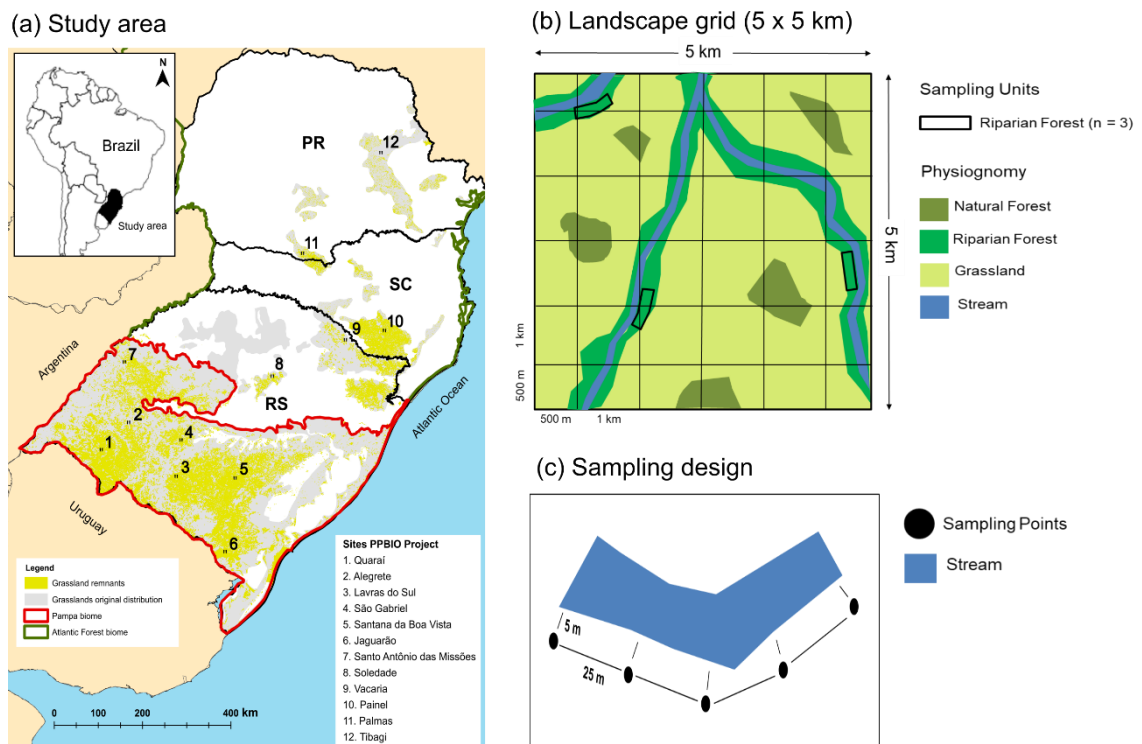 (a) Study area
N
Brazil
Study area
PR
12
11
SC
9
10
8
RS
7
2
1
4
3
5
6
Argentina
Uruguay
Atlantic Ocean
Legend
Grassland remnants
Grasslands original distribution
Pampa biome
Atlantic Forest biome
0 100 200 400 km
Sites PPBIO Project
1. Quaraí
2. Alegrete
3. Lavras do Sul
4. São Gabriel
5. Santana da Boa Vista
6. Jaguarão
7. Santo Antônio das Missões
8. Soledade
9. Vacaria
10. Painel
11. Palmas
12. Tibagi
(b) Landscape grid (5 x 5 km)
5 km
5 km
1 km
500 m
500 m
1 km
Sampling Units
Riparian Forest (n = 3)
Physiognomy
Natural Forest
Riparian Forest
Grassland
Stream
(c) Sampling design
5 m
25 m
Sampling Points
Stream